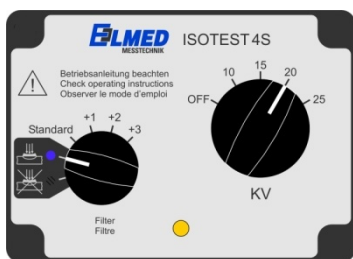 ELMED
MESSTECHNIK
ISOTEST 4S
Betriebsanleitung beachten
Check operating instructions
Observer le mode d'emploi
Standard
+1
+2
+3
Filter
Filtre
OFF
10
15
20
25
KV